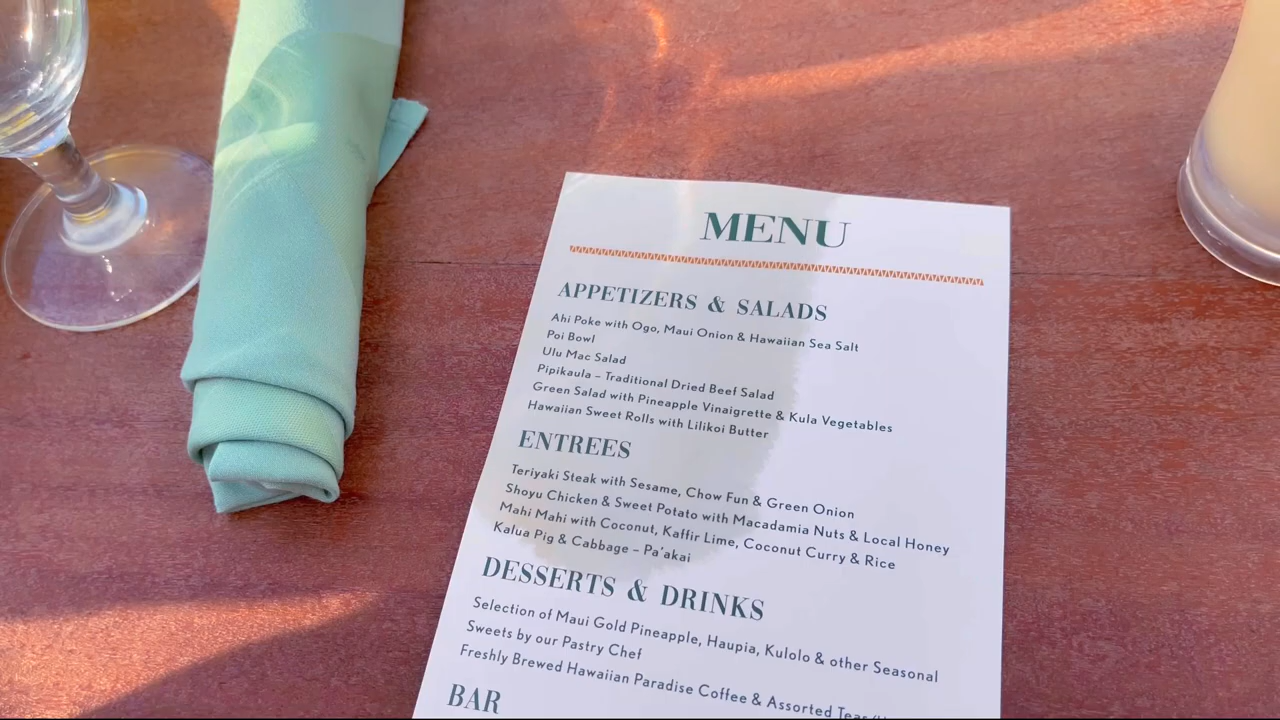 MENU
APPETIZERS & SALADS
Ahi Poke with Ogo, Maui Onion & Hawaiian Sea Salt
Poi Bowl
Ulu Mac Salad
Pipikaula – Traditional Dried Beef Salad
Green Salad with Pineapple Vinaigrette & Kula Vegetables
Hawaiian Sweet Rolls with Lilikoi Butter
ENTREES
Teriyaki Steak with Sesame, Chow Fun & Green Onion
Shoyu Chicken & Sweet Potato with Macadamia Nuts & Local Honey
Mahi Mahi with Coconut, Kaffir Lime, Coconut Curry & Rice
Kalua Pig & Cabbage – Pa'akai
DESSERTS & DRINKS
Selection of Maui Gold Pineapple, Haupia, Kulolo & other Seasonal
Sweets by our Pastry Chef
Freshly Brewed Hawaiian Paradise Coffee & Assorted Teas
BAR